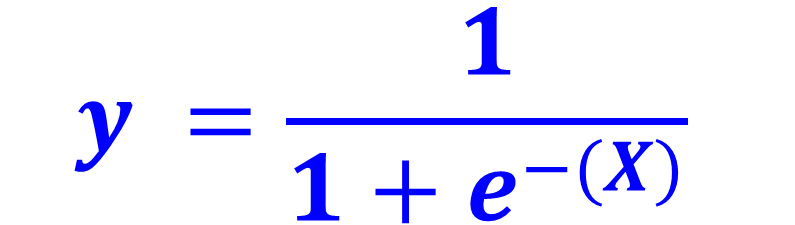 y = 1 / (1 + e^−(X))